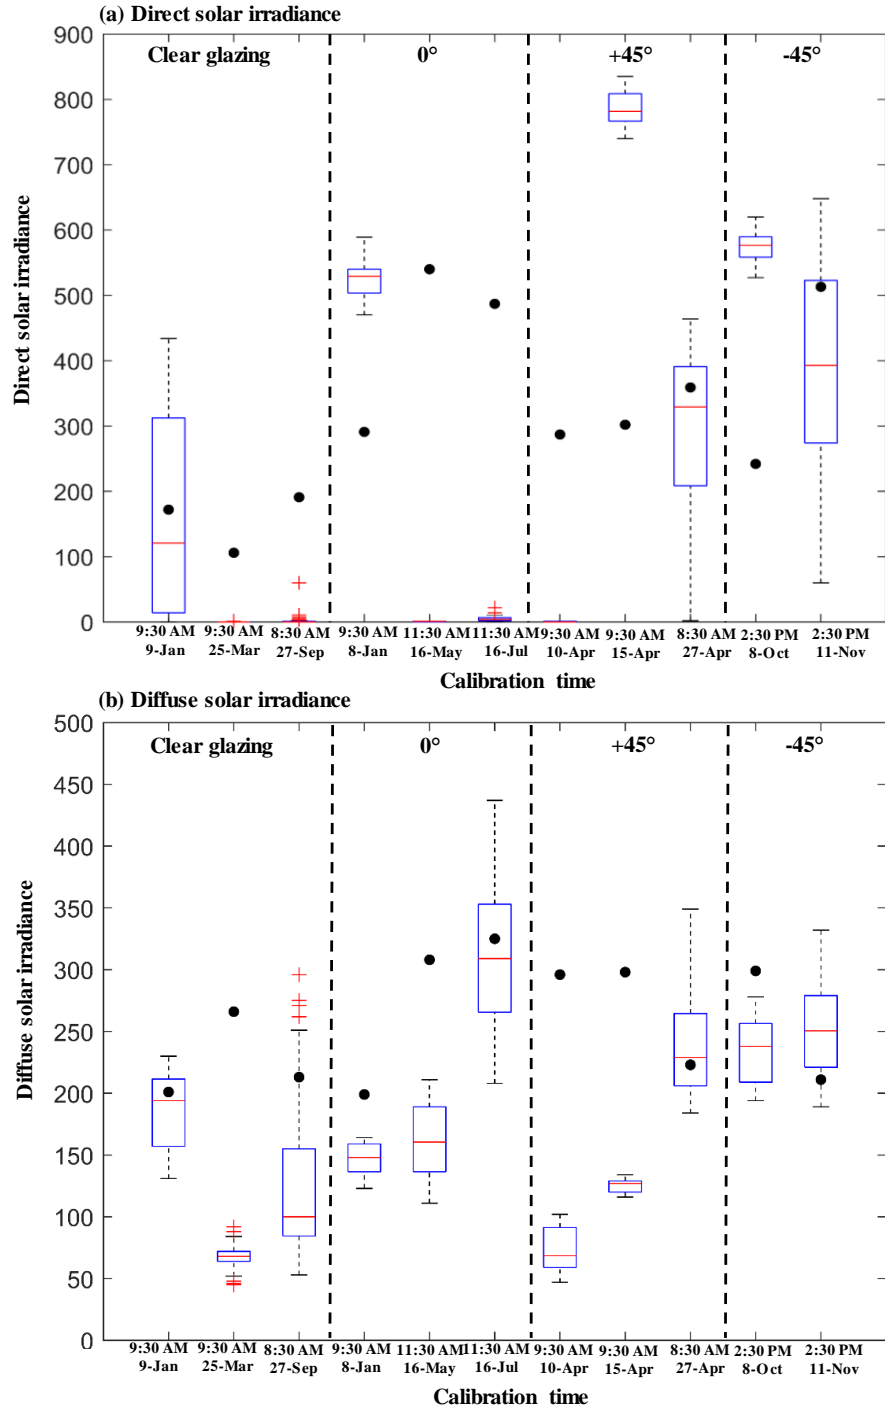 (a) Direct solar irradiance
Clear glazing 0° +45° -45°
900
800
700
600
500
400
300
200
100
0
Direct solar irradiance
9:30 AM 9:30 AM 8:30 AM 9:30 AM 11:30 AM 11:30 AM 9:30 AM 9:30 AM 8:30 AM 2:30 PM 2:30 PM
9-Jan 25-Mar 27-Sep 8-Jan 16-May 16-Jul 10-Apr 15-Apr 27-Apr 8-Oct 11-Nov
Calibration time
(b) Diffuse solar irradiance
Clear glazing 0° +45° -45°
500
450
400
350
300
250
200
150
100
50
0
Diffuse solar irradiance
9:30 AM 9:30 AM 8:30 AM 9:30 AM 11:30 AM 11:30 AM 9:30 AM 9:30 AM 8:30 AM 2:30 PM 2:30 PM
9-Jan 25-Mar 27-Sep 8-Jan 16-May 16-Jul 10-Apr 15-Apr 27-Apr 8-Oct 11-Nov
Calibration time